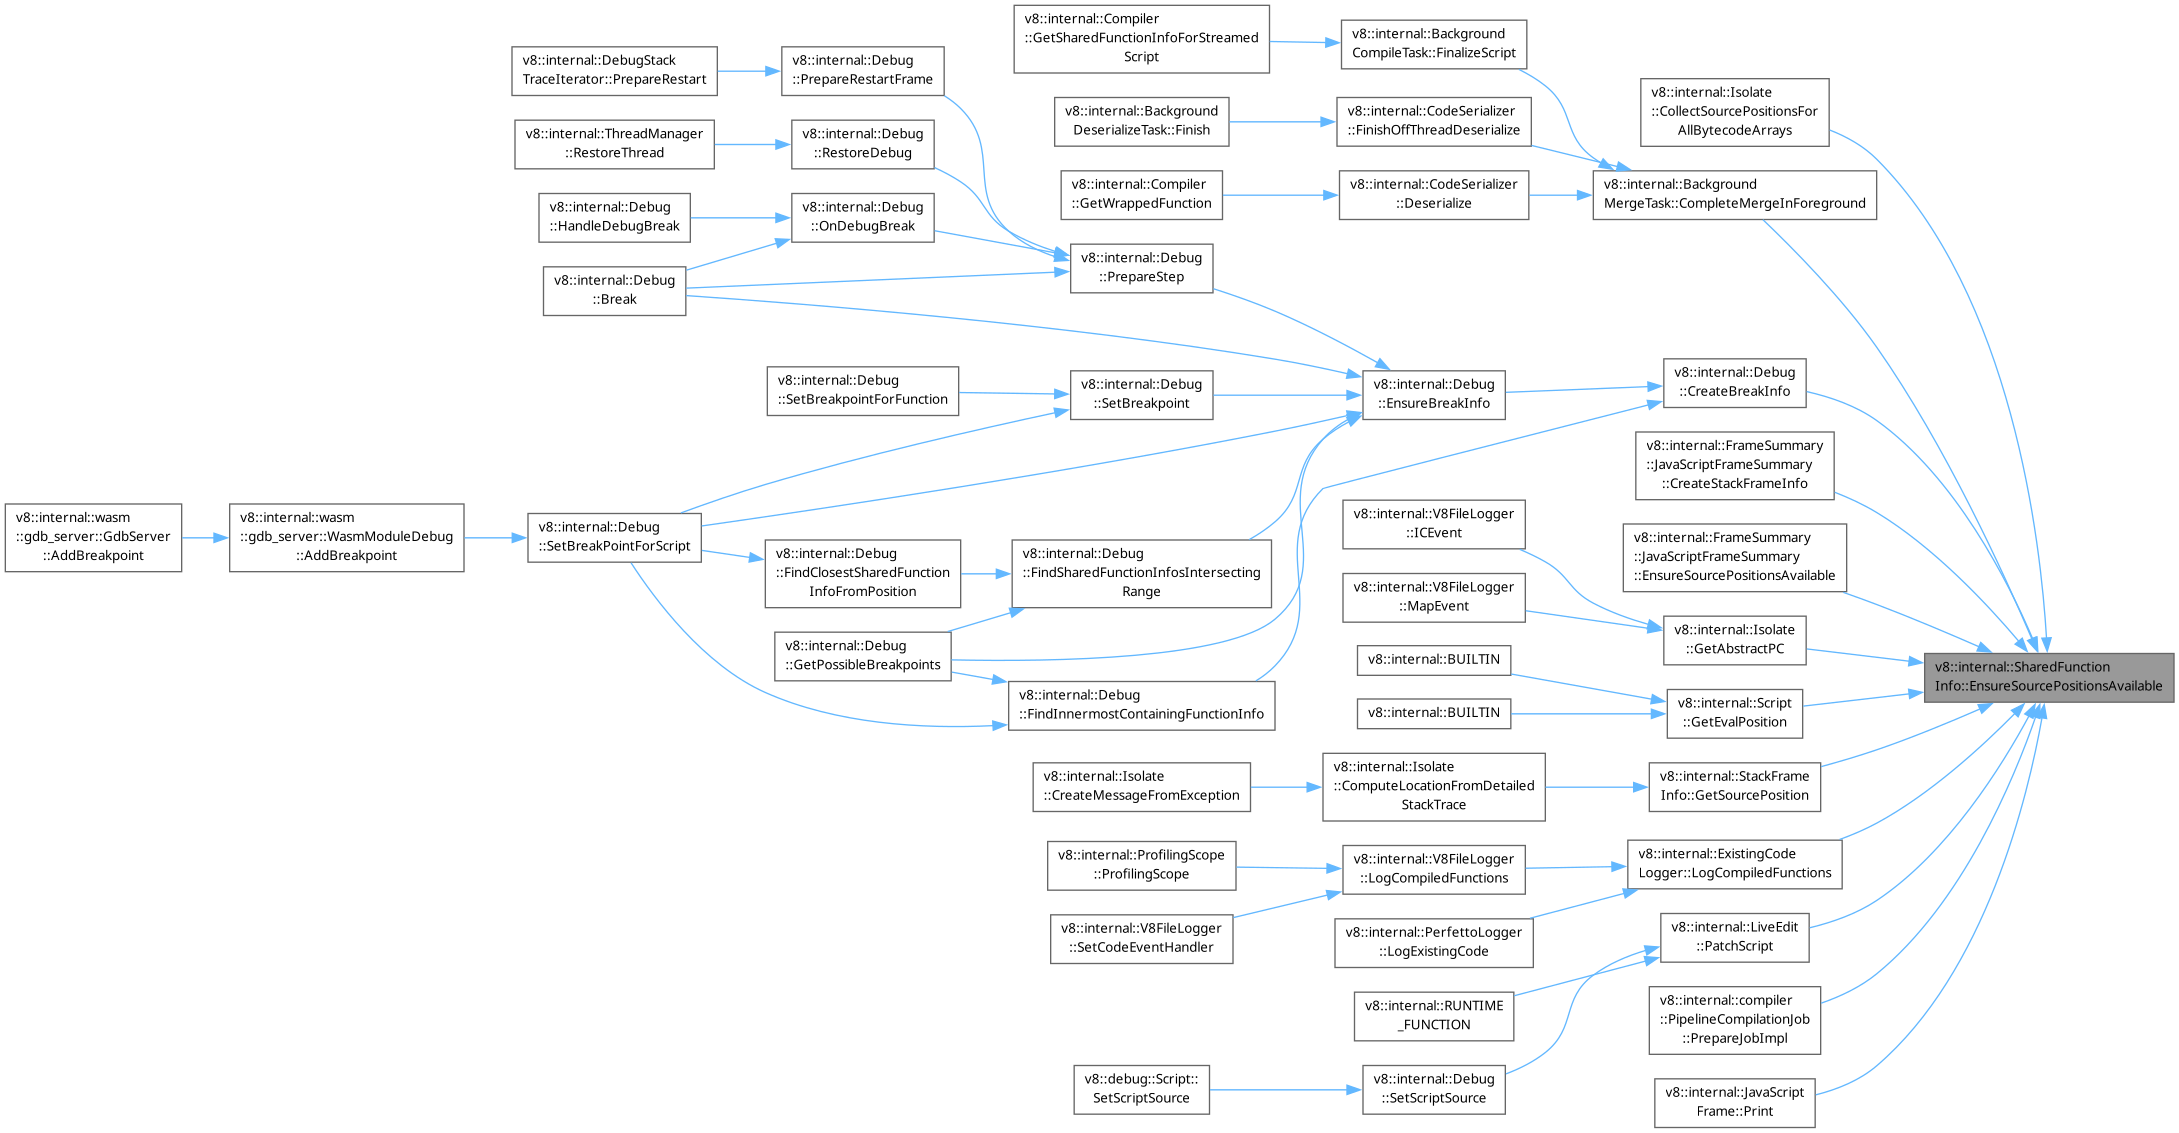 v8::internal::Compiler
::GetSharedFunctionInfoForStreamed
Script
v8::internal::Background
CompileTask::FinalizeScript
v8::internal::DebugStack
TraceIterator::PrepareRestart
v8::internal::Debug
::PrepareRestartFrame
v8::internal::Isolate
::CollectSourcePositionsFor
AllBytecodeArrays
v8::internal::Background
DeserializeTask::Finish
v8::internal::CodeSerializer
::FinishOffThreadDeserialize
v8::internal::ThreadManager
::RestoreThread
v8::internal::Debug
::RestoreDebug
v8::internal::Compiler
::GetWrappedFunction
v8::internal::CodeSerializer
::Deserialize
v8::internal::Background
MergeTask::CompleteMergeInForeground
v8::internal::Debug
::HandleDebugBreak
v8::internal::Debug
::OnDebugBreak
v8::internal::Debug
::PrepareStep
v8::internal::Debug
::Break
v8::internal::Debug
::SetBreakpointForFunction
v8::internal::Debug
::SetBreakpoint
v8::internal::Debug
::EnsureBreakInfo
v8::internal::Debug
::CreateBreakInfo
v8::internal::FrameSummary
::JavaScriptFrameSummary
::CreateStackFrameInfo
v8::internal::wasm
::gdb_server::GdbServer
::AddBreakpoint
v8::internal::wasm
::gdb_server::WasmModuleDebug
::AddBreakpoint
v8::internal::Debug
::SetBreakPointForScript
v8::internal::V8FileLogger
::ICEvent
v8::internal::FrameSummary
::JavaScriptFrameSummary
::EnsureSourcePositionsAvailable
v8::internal::Debug
::FindClosestSharedFunction
InfoFromPosition
v8::internal::Debug
::FindSharedFunctionInfosIntersecting
Range
v8::internal::V8FileLogger
::MapEvent
v8::internal::Isolate
::GetAbstractPC
v8::internal::Debug
::GetPossibleBreakpoints
v8::internal::BUILTIN
v8::internal::SharedFunction
Info::EnsureSourcePositionsAvailable
v8::internal::Debug
::FindInnermostContainingFunctionInfo
v8::internal::BUILTIN
v8::internal::Script
::GetEvalPosition
v8::internal::Isolate
::CreateMessageFromException
v8::internal::Isolate
::ComputeLocationFromDetailed
StackTrace
v8::internal::StackFrame
Info::GetSourcePosition
v8::internal::ProfilingScope
::ProfilingScope
v8::internal::V8FileLogger
::LogCompiledFunctions
v8::internal::ExistingCode
Logger::LogCompiledFunctions
v8::internal::V8FileLogger
::SetCodeEventHandler
v8::internal::PerfettoLogger
::LogExistingCode
v8::internal::LiveEdit
::PatchScript
v8::internal::RUNTIME
_FUNCTION
v8::internal::compiler
::PipelineCompilationJob
::PrepareJobImpl
v8::debug::Script::
SetScriptSource
v8::internal::Debug
::SetScriptSource
v8::internal::JavaScript
Frame::Print